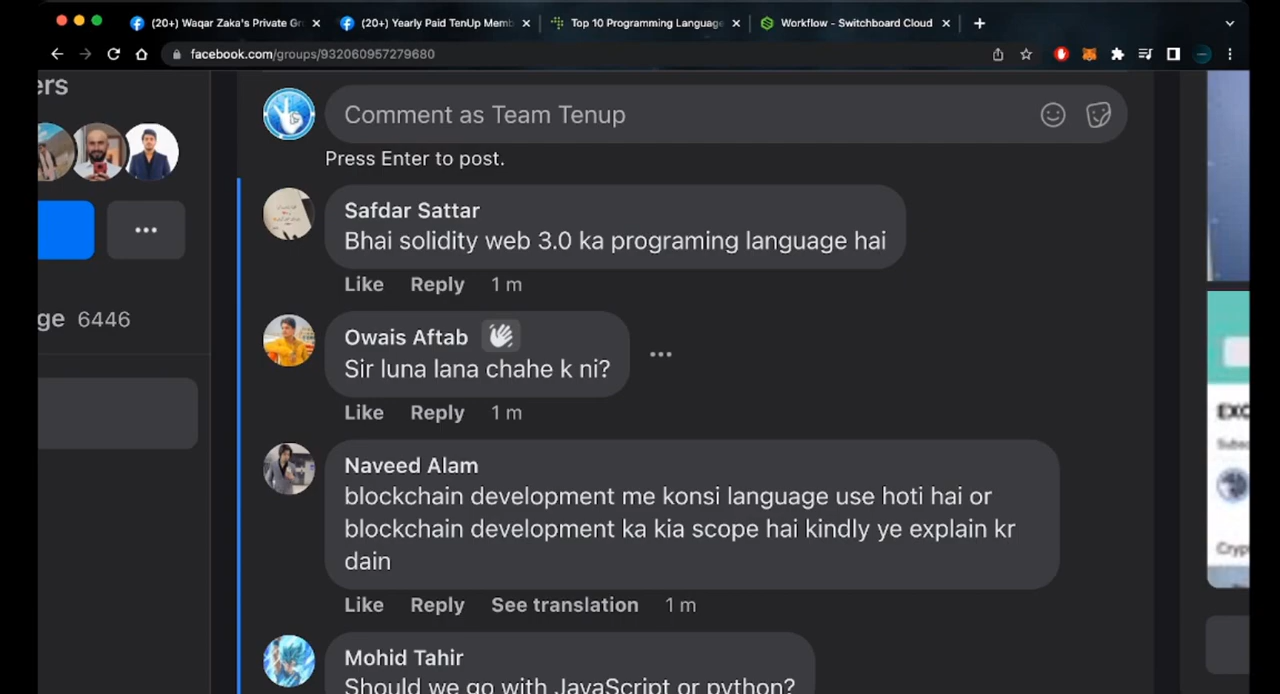 (20+) Waqar Zaka's Private Gr
(20+) Yearly Paid TenUp Memb
Top 10 Programming Language
Workflow - Switchboard Cloud
facebook.com/groups/932060957279680
ers
Comment as Team Tenup
Press Enter to post.
Safdar Sattar
Bhai solidity web 3.0 ka programing language hai
Like Reply 1 m
ge 6446
Owais Aftab
Sir luna lana chahe k ni?
Like Reply 1 m
Naveed Alam
blockchain development me konsi language use hoti hai or
blockchain development ka kia scope hai kindly ye explain kr
dain
Like Reply See translation 1 m
Mohid Tahir
Should we go with JavaScript or python?
EXC
Cryp